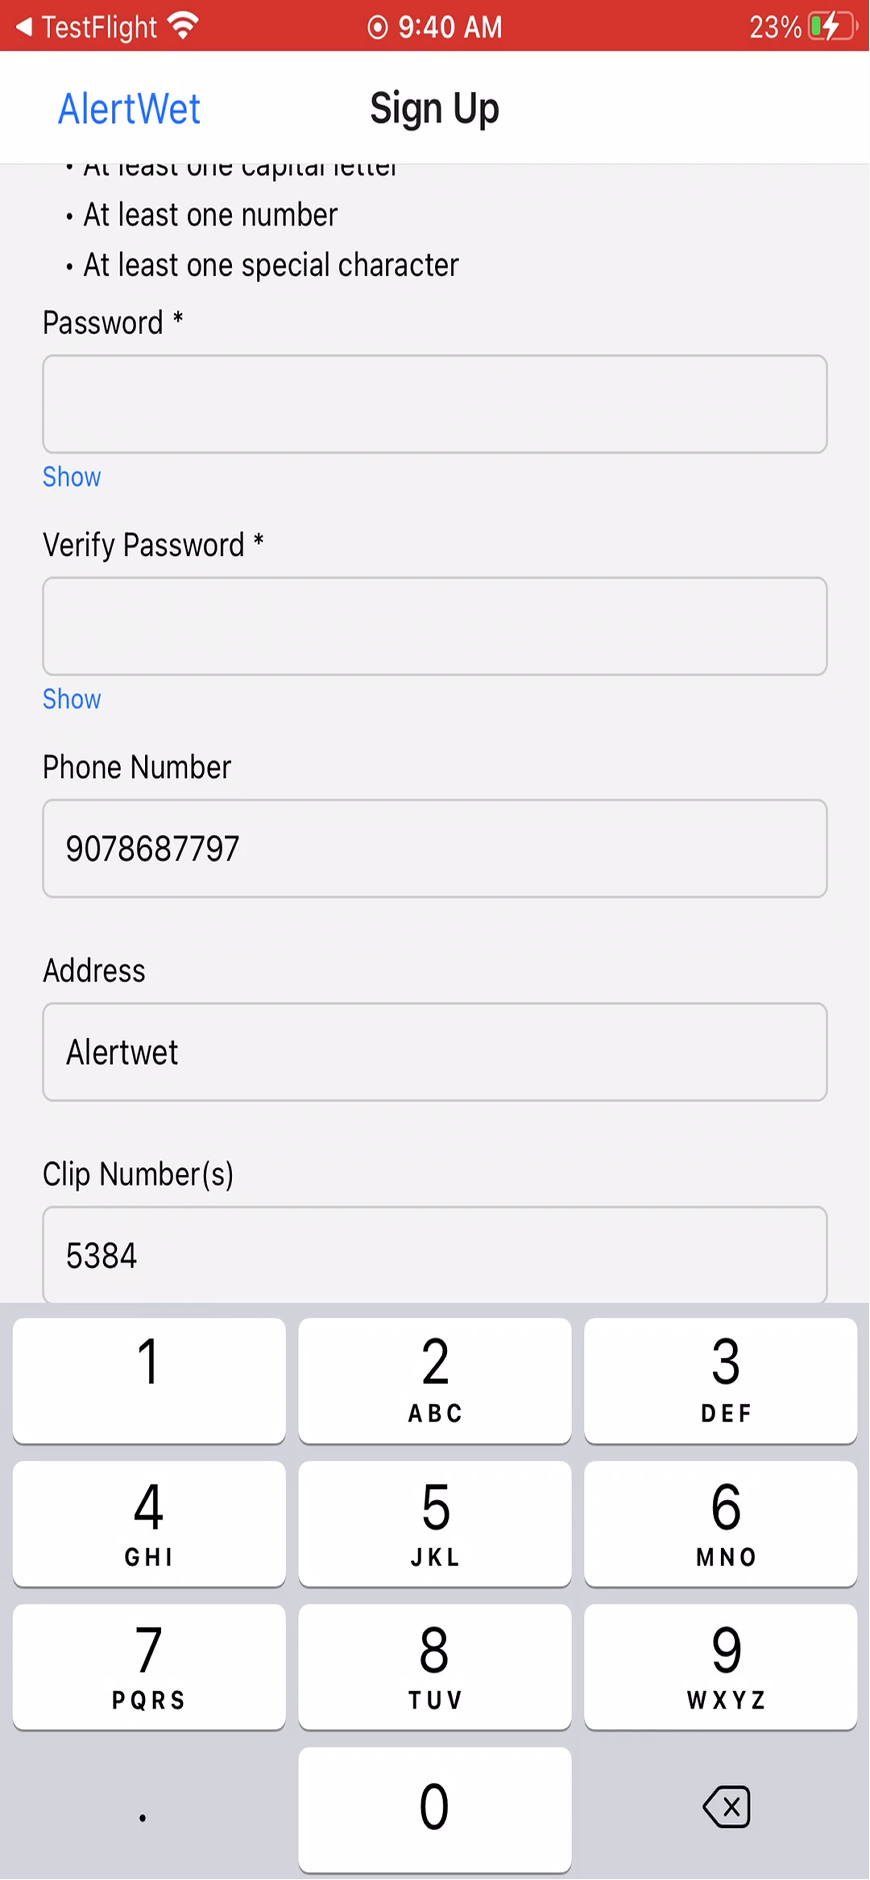 TestFlight 9:40 AM 23%
AlertWet Sign Up
• At least one capital letter
• At least one number
• At least one special character
Password *
Show
Verify Password *
Show
Phone Number
9078687797
Address
Alertwet
Clip Number(s)
5384
1 2 3
ABC DEF
4 5 6
GHI JKL MNO
7 8 9
PQRS TUV WXYZ
. 0